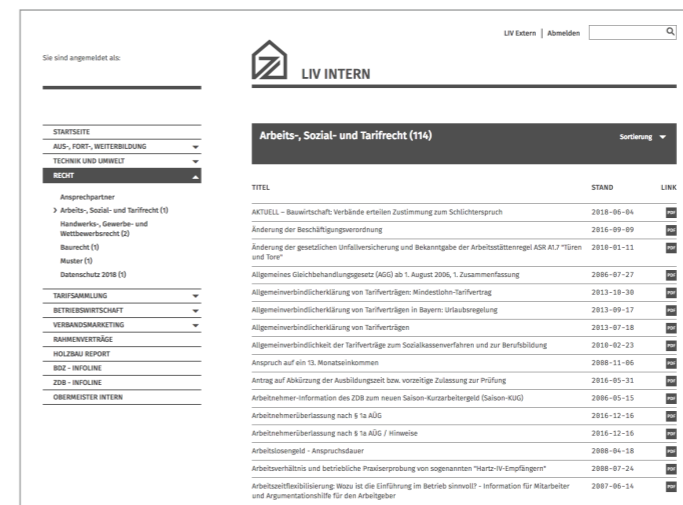 LIV Extern | Abmelden
Sie sind angemeldet als:
LIV INTERN
STARTSEITE
AUS-, FORT-, WEITERBILDUNG
TECHNIK UND UMWELT
RECHT
Ansprechpartner
Arbeits-, Sozial- und Tarifrecht (1)
Handwerks-, Gewerbe- und
Wettbewerbsrecht (2)
Baurecht (1)
Muster (1)
Datenschutz 2018 (1)
TARIFSAMMLUNG
BETRIEBSWIRTSCHAFT
VERBANDSMARKETING
RAHMENVERTRÄGE
HOLZBAU REPORT
BDZ - INFOLINE
ZDB - INFOLINE
OBERMEISTER INTERN
Arbeits-, Sozial- und Tarifrecht (114) Sortierung
TITEL STAND LINK
AKTUELL – Bauwirtschaft: Verbände erteilen Zustimmung zum Schlichterspruch 2018-06-04 PDF
Änderung der Beschäftigungsverordnung 2016-09-09 PDF
Änderung der gesetzlichen Unfallversicherung und Bekanntgabe der Arbeitsstättenregel ASR A1.7 "Türen 2010-01-11 PDF
und Tore"
Allgemeines Gleichbehandlungsgesetz (AGG) ab 1. August 2006, 1. Zusammenfassung 2006-07-27 PDF
Allgemeinverbindlicherklärung von Tarifverträgen: Mindestlohn-Tarifvertrag 2013-10-30 PDF
Allgemeinverbindlicherklärung von Tarifverträgen in Bayern: Urlaubsregelung 2013-09-17 PDF
Allgemeinverbindlicherklärung von Tarifverträgen 2013-07-18 PDF
Allgemeinverbindlichkeit der Tarifverträge zum Sozialkassenverfahren und zur Berufsbildung 2010-02-23 PDF
Anspruch auf ein 13. Monatseinkommen 2008-11-06 PDF
Antrag auf Abkürzung der Ausbildungszeit bzw. vorzeitige Zulassung zur Prüfung 2016-05-31 PDF
Arbeitnehmer-Information des ZDB zum neuen Saison-Kurzarbeitergeld (Saison-KUG) 2006-05-15 PDF
Arbeitnehmerüberlassung nach § 1a AÜG 2016-12-16 PDF
Arbeitnehmerüberlassung nach § 1a AÜG / Hinweise 2016-12-16 PDF
Arbeitslosengeld - Anspruchsdauer 2008-04-18 PDF
Arbeitsverhältnis und betriebliche Praxiserprobung von sogenannten "Hartz-IV-Empfängern" 2008-07-24 PDF
Arbeitszeitflexibilisierung: Wozu ist die Einführung im Betrieb sinnvoll? - Information für Mitarbeiter 2007-06-14 PDF
und Argumentationshilfe für den Arbeitgeber